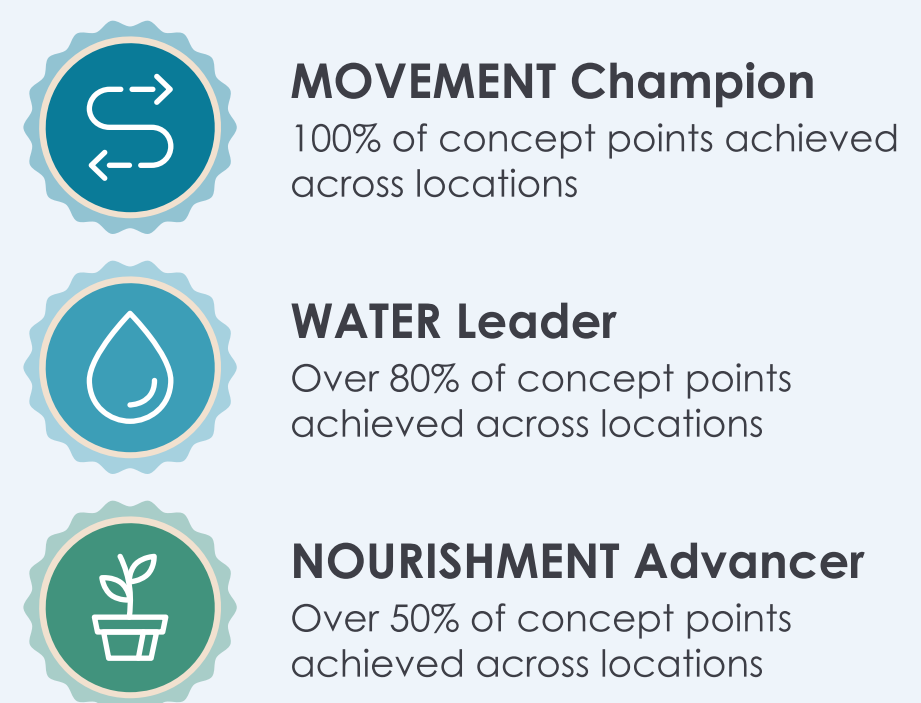 MOVEMENT Champion
100% of concept points achieved
across locations
WATER Leader
Over 80% of concept points
achieved across locations
NOURISHMENT Advancer
Over 50% of concept points
achieved across locations